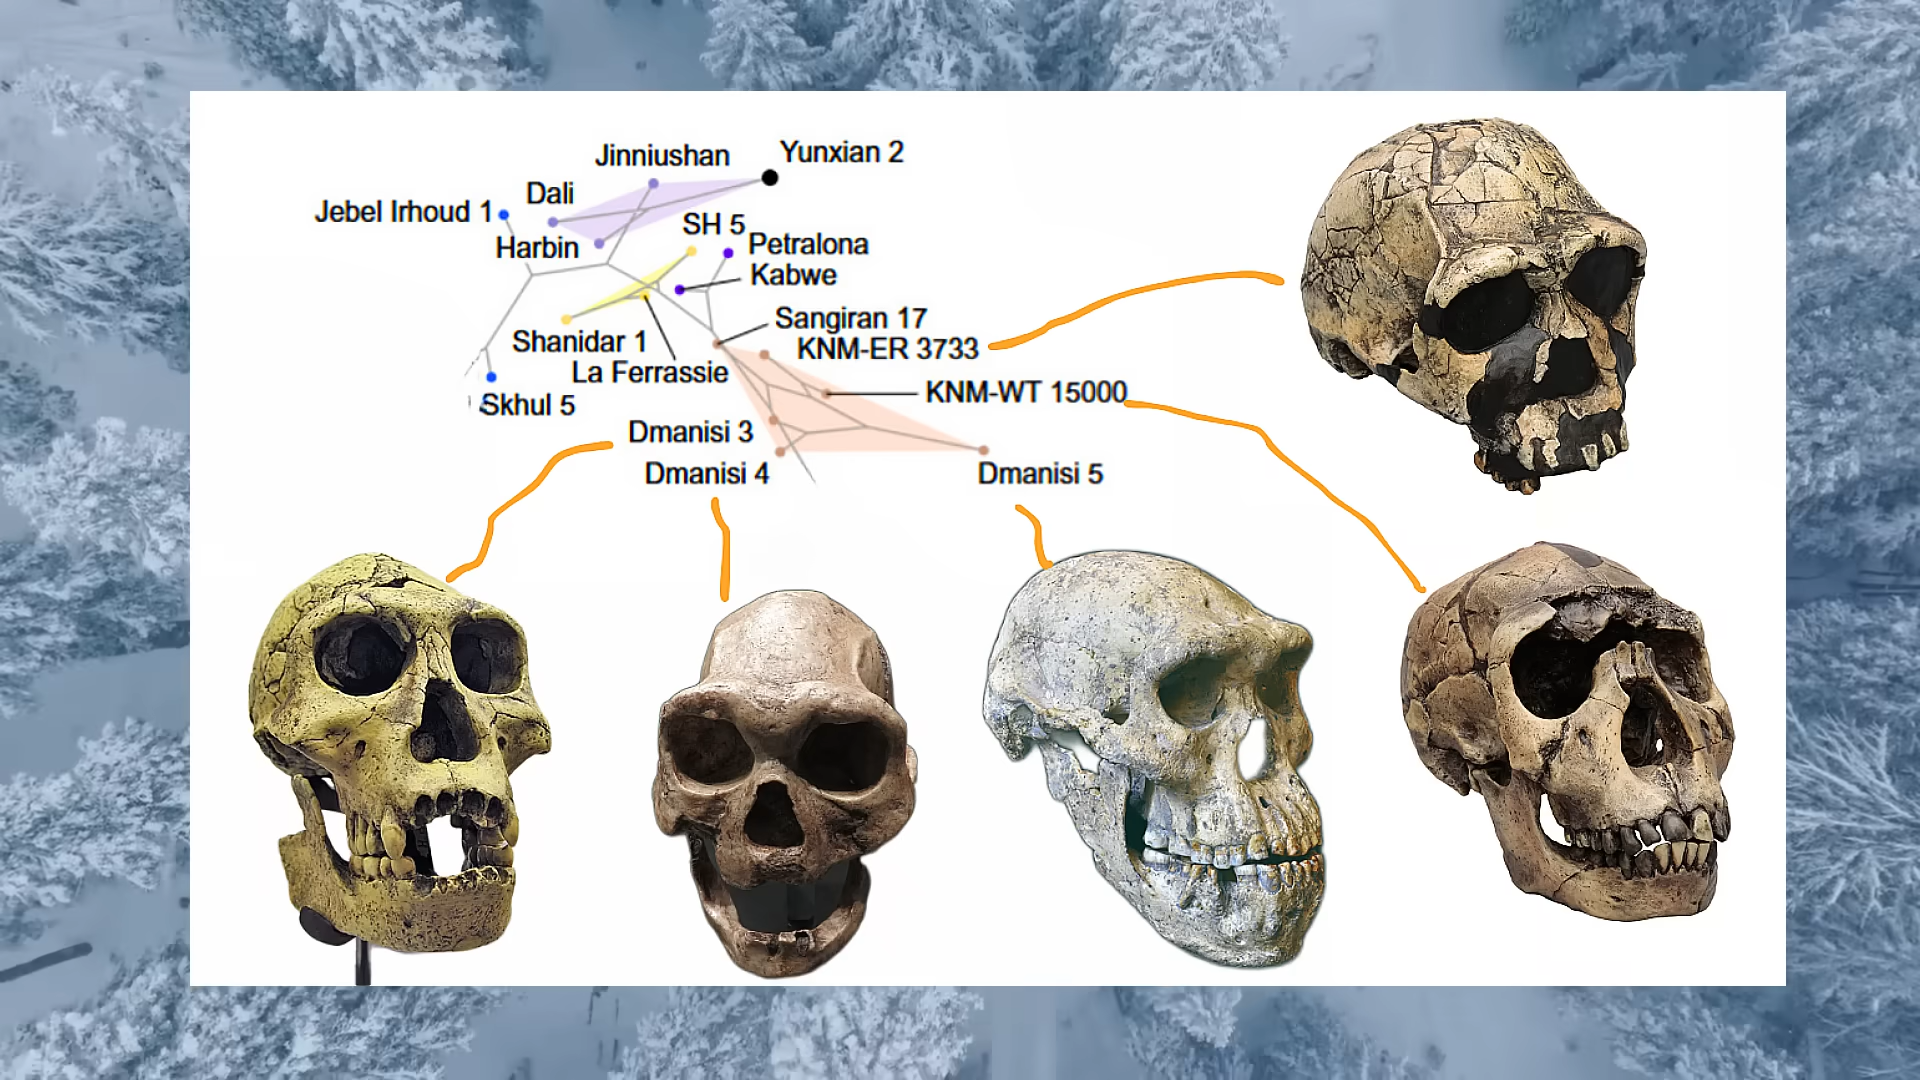 Jinniushan
Yunxian 2
Dali
Jebel Irhoud 1
SH 5
Harbin
Petralona
Kabwe
Sangiran 17
Shanidar 1
KNM-ER 3733
La Ferrassie
KNM-WT 15000
Skhul 5
Dmanisi 3
Dmanisi 4
Dmanisi 5